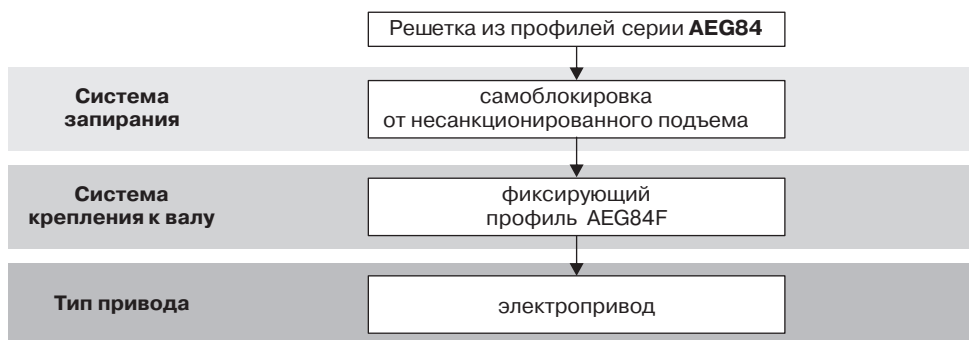 Решетка из профилей серии AEG84
Система
запирания
самоблокировка
от несанкционированного подъема
Система
крепления к валу
фиксирующий
профиль AEG84F
Тип привода
электропривод